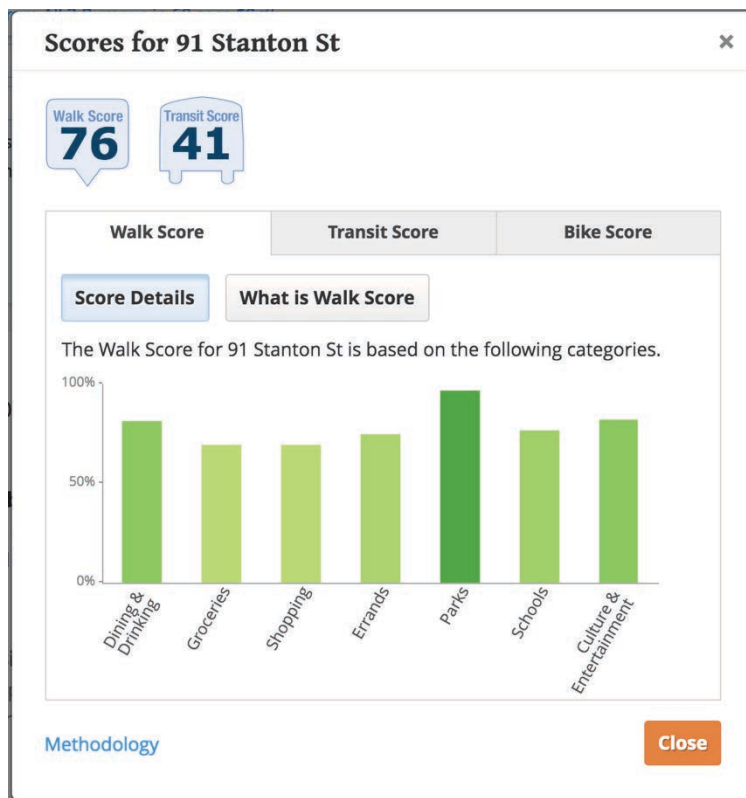 Scores for 91 Stanton St
×
Walk Score
76
Transit Score
41
Walk Score
Transit Score
Bike Score
Score Details
What is Walk Score
The Walk Score for 91 Stanton St is based on the following categories.
100%
50%
0%
Dining &
Drinking
Groceries
Shopping
Errands
Parks
Schools
Culture &
Entertainment
Methodology
Close